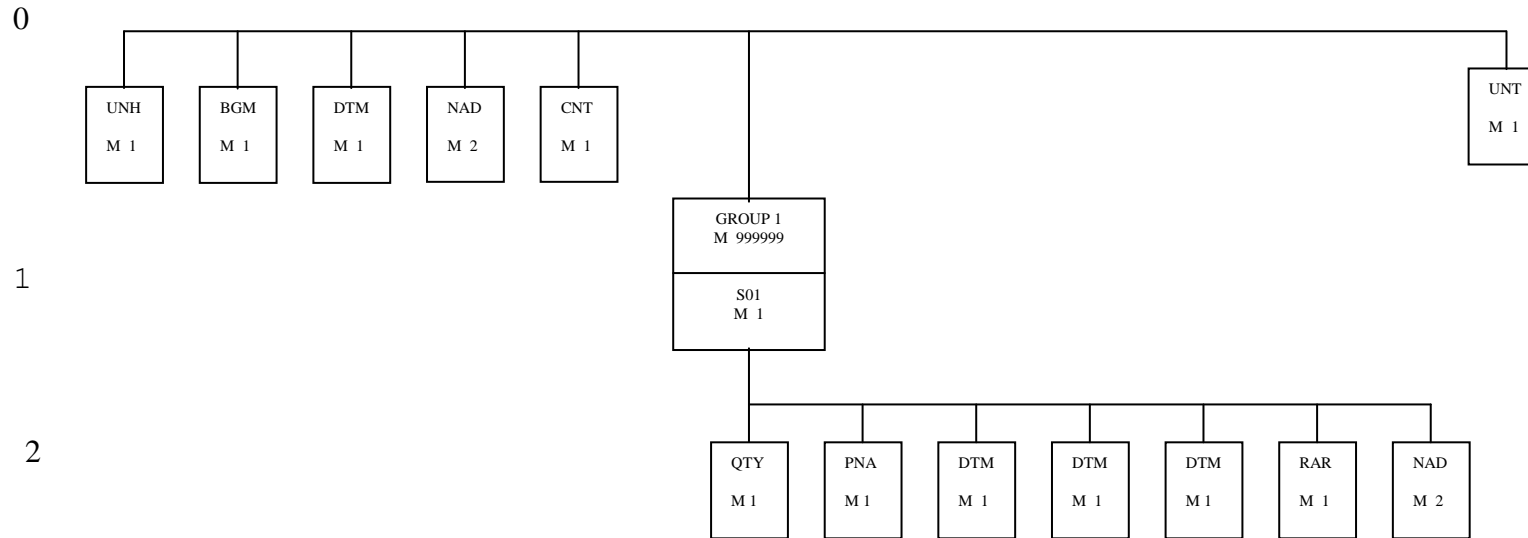 0
UNH
M 1
BGM
M 1
DTM
M 1
NAD
M 2
CNT
M 1
UNT
M 1
GROUP 1
M 999999
1
S01
M 1
2
QTY
M 1
PNA
M 1
DTM
M 1
DTM
M 1
DTM
M 1
RAR
M 1
NAD
M 2